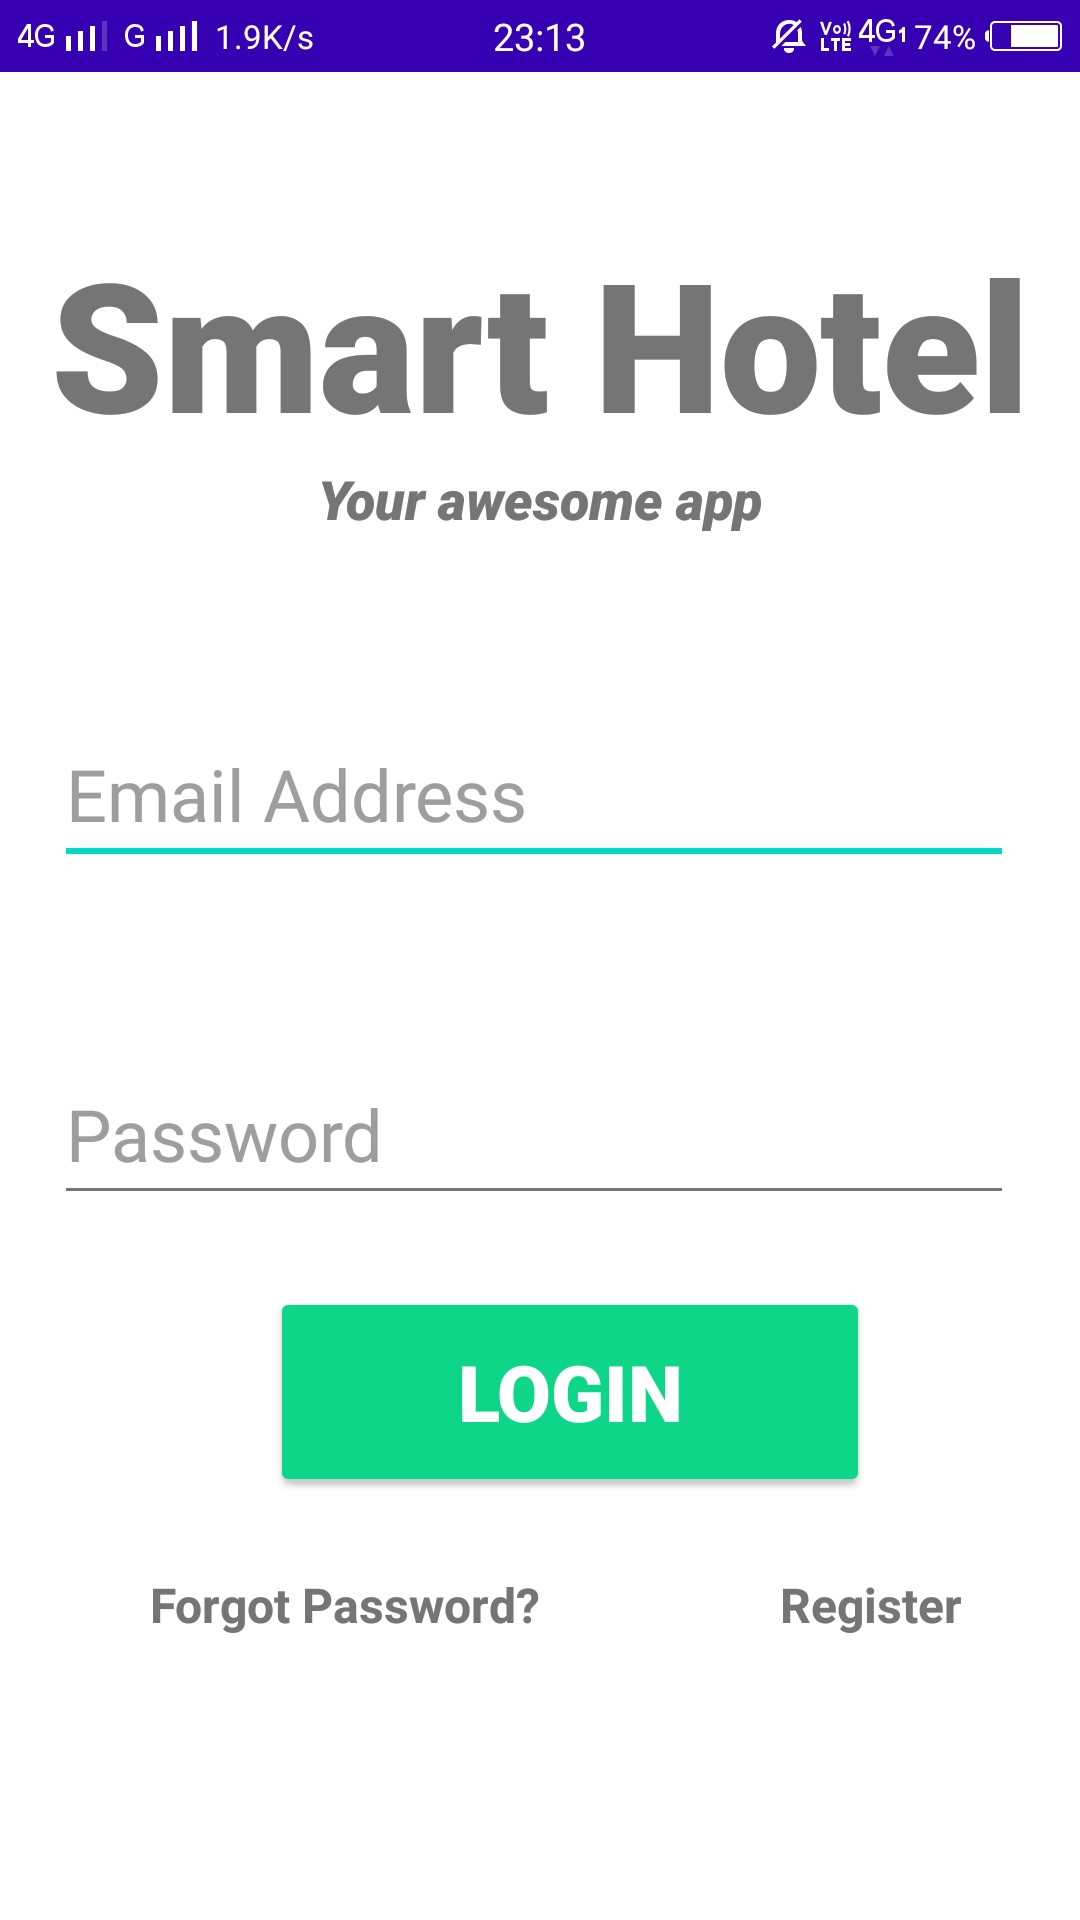 4G G 1.9K/s 23:13 Vo)) LTE 4G1 74%
Smart Hotel
Your awesome app
Email Address
Password
LOGIN
Forgot Password? Register